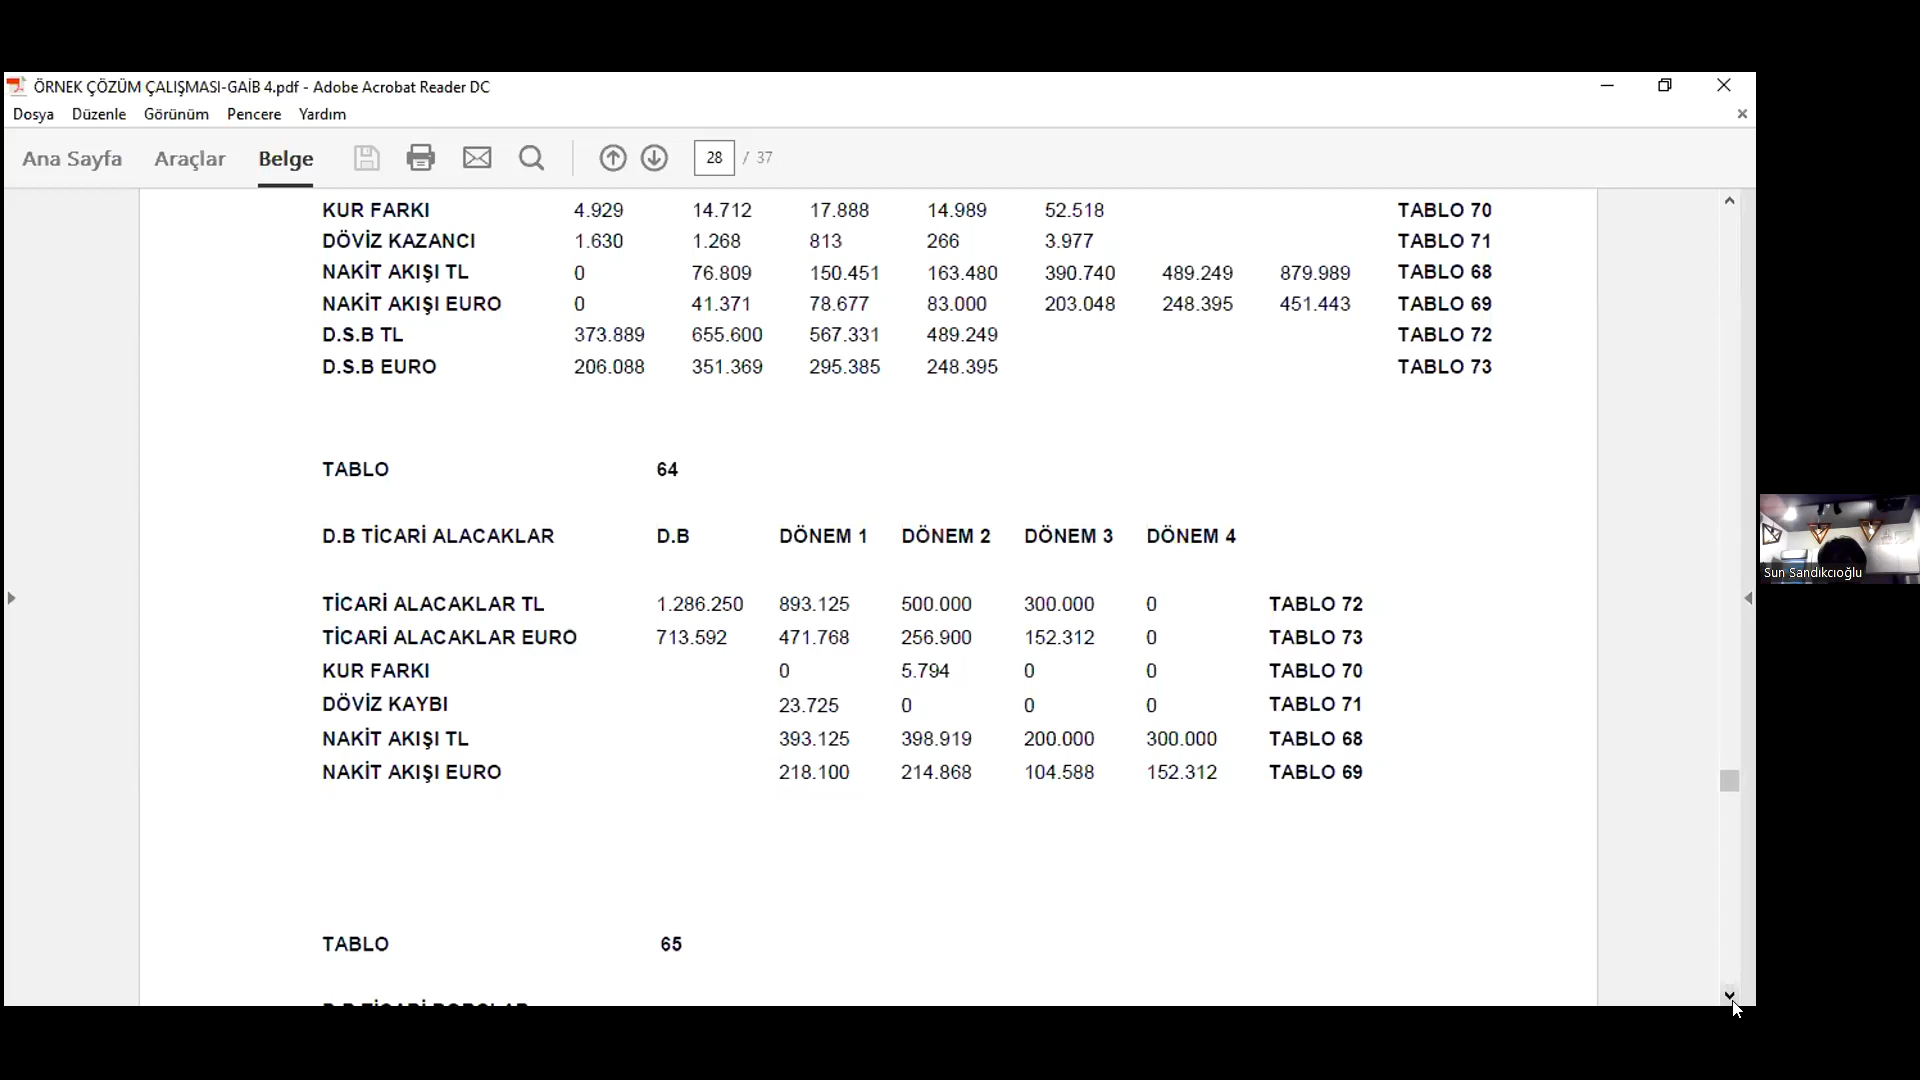 ÖRNEK ÇÖZÜM ÇALIŞMASI-GAİB 4.pdf - Adobe Acrobat Reader DC
Dosya Düzenle Görünüm Pencere Yardım
Ana Sayfa Araçlar Belge 28 / 37
KUR FARKI 4.929 14.712 17.888 14.989 52.518 TABLO 70
DÖVİZ KAZANCI 1.630 1.268 813 266 3.977 TABLO 71
NAKİT AKIŞI TL 0 76.809 150.451 163.480 390.740 489.249 879.989 TABLO 68
NAKİT AKIŞI EURO 0 41.371 78.677 83.000 203.048 248.395 451.443 TABLO 69
D.S.B TL 373.889 655.600 567.331 489.249 TABLO 72
D.S.B EURO 206.088 351.369 295.385 248.395 TABLO 73
TABLO 64
D.B TİCARİ ALACAKLAR D.B DÖNEM 1 DÖNEM 2 DÖNEM 3 DÖNEM 4
TİCARİ ALACAKLAR TL 1.286.250 893.125 500.000 300.000 0 TABLO 72
TİCARİ ALACAKLAR EURO 713.592 471.768 256.900 152.312 0 TABLO 73
KUR FARKI 0 5.794 0 0 TABLO 70
DÖVİZ KAYBI 23.725 0 0 0 TABLO 71
NAKİT AKIŞI TL 393.125 398.919 200.000 300.000 TABLO 68
NAKİT AKIŞI EURO 218.100 214.868 104.588 152.312 TABLO 69
TABLO 65
Sun Sandıkcıoğlu